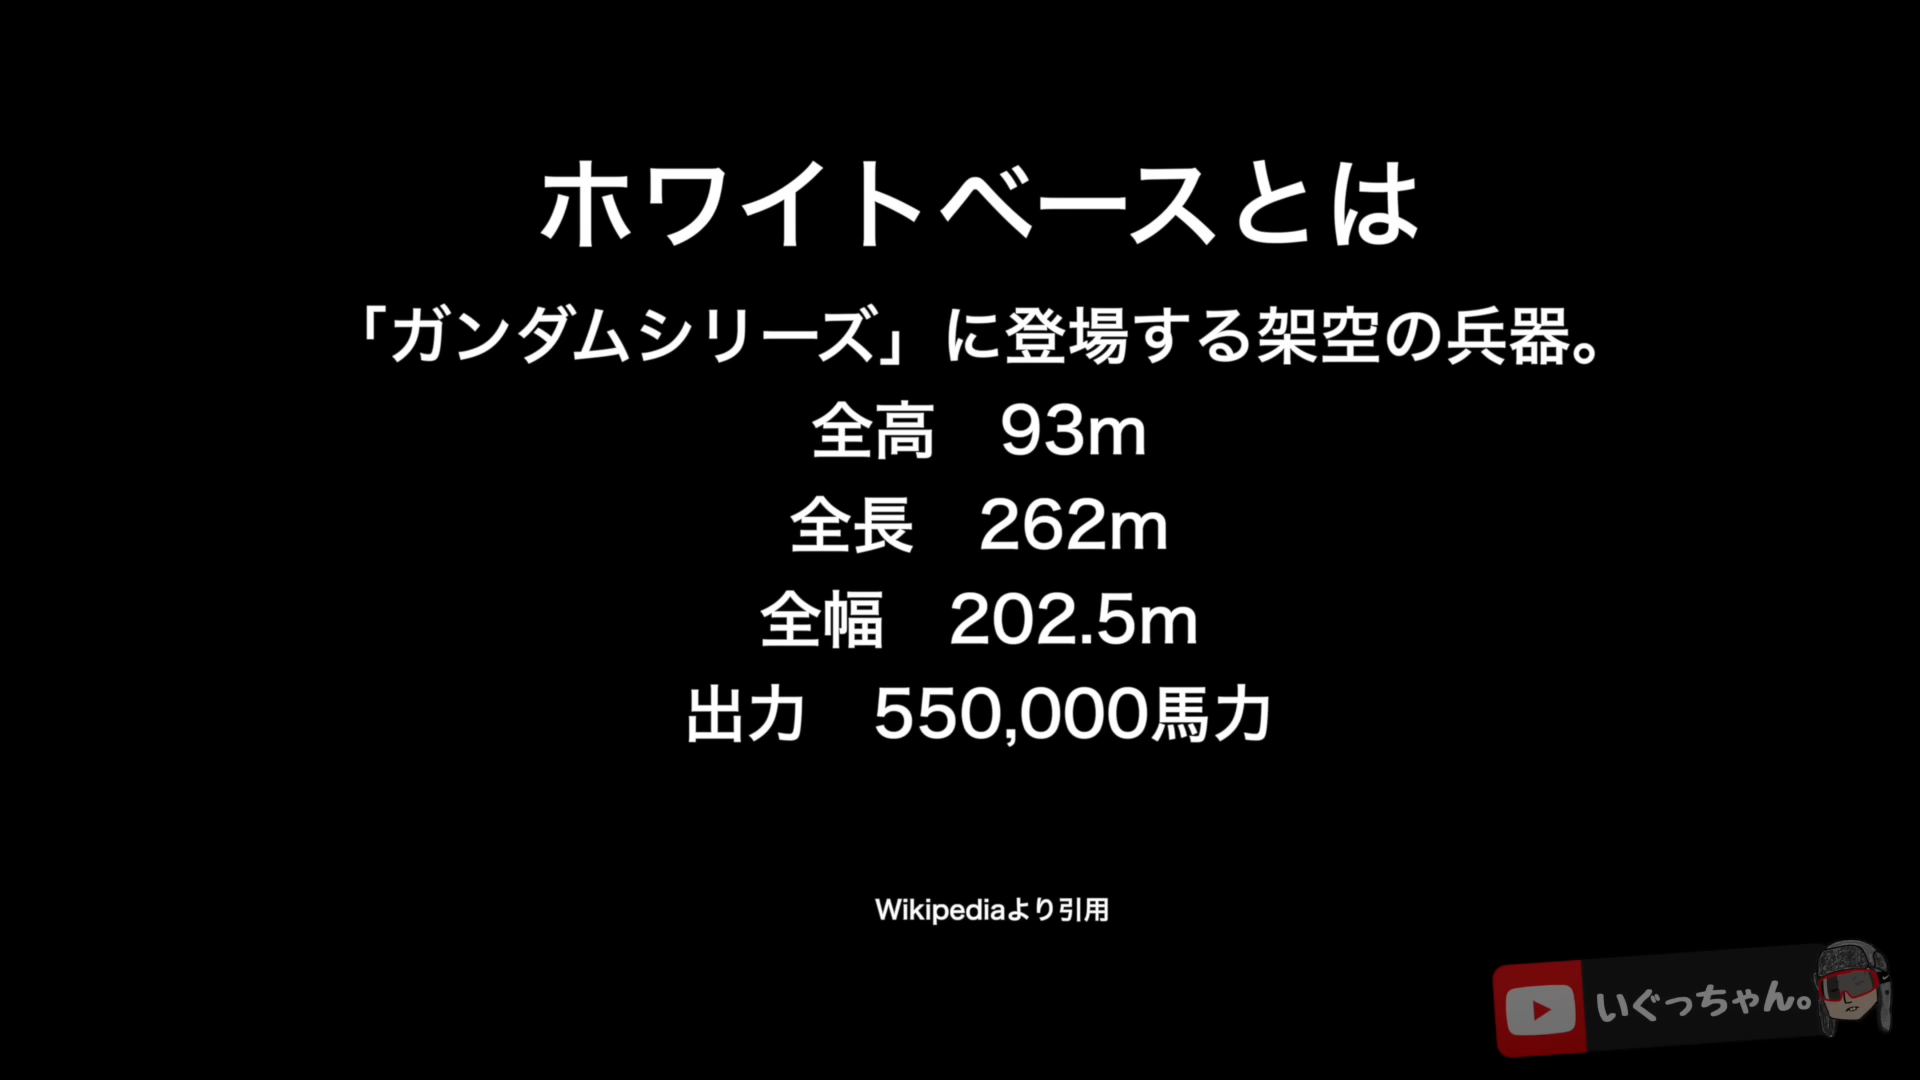 ホワイトベースとは
「ガンダムシリーズ」に登場する架空の兵器。
全高　93m
全長　262m
全幅　202.5m
出力　550,000馬力
Wikipediaより引用
いぐっちゃん。